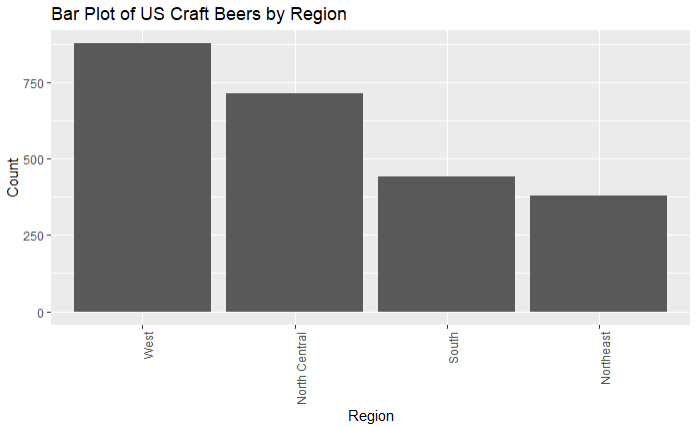 Bar Plot of US Craft Beers by Region
Count
750
500
250
0
West
North Central
South
Northeast
Region